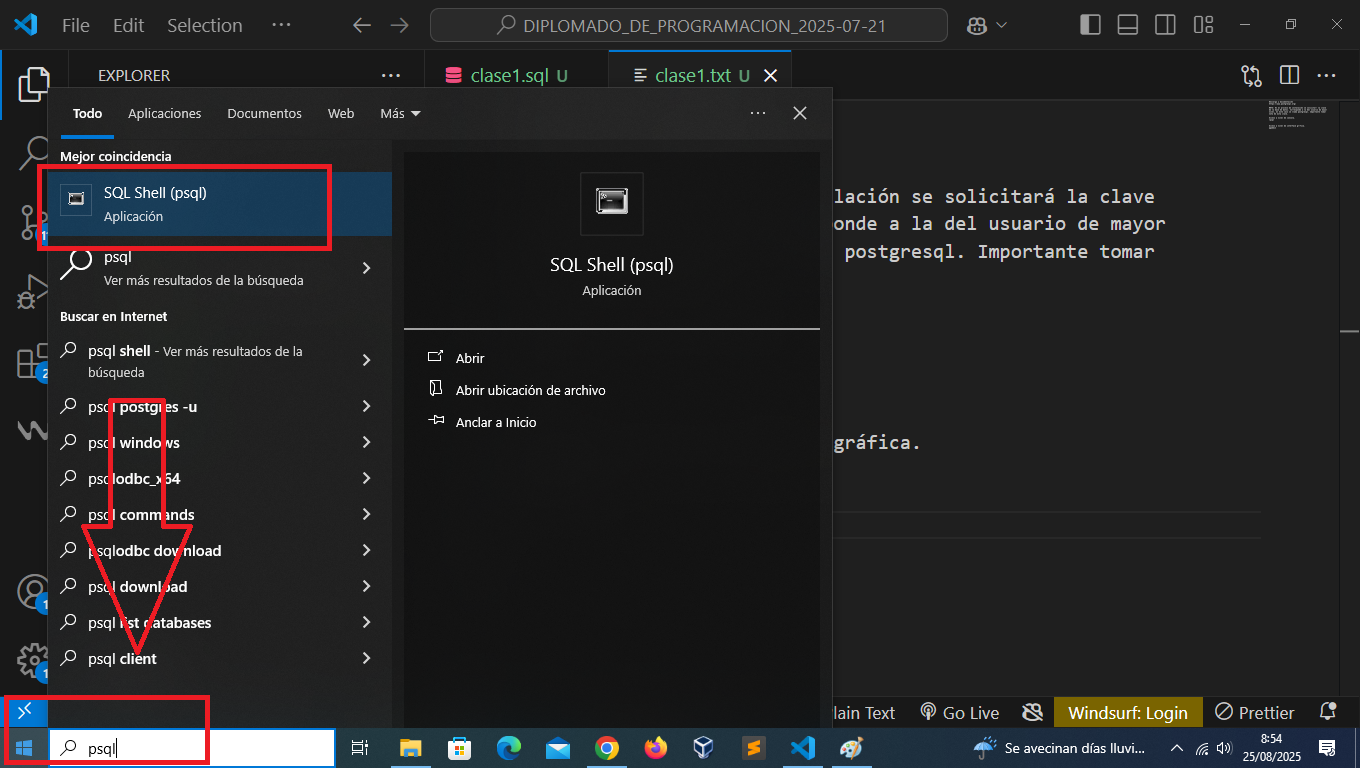 File Edit Selection ··· DIPLOMADO_DE_PROGRAMACION_2025-07-21
EXPLORER ··· clase1.sql U clase1.txt U
Todo Aplicaciones Documentos Web Más ···
Mejor coincidencia
SQL Shell (psql)
Aplicación
psql
Ver más resultados de la búsqueda
Buscar en Internet
psql shell - Ver más resultados de la
búsqueda
psql postgres -u
psql windows
psqlodbc_x64
psql commands
psqlodbc download
psql download
psql list databases
psql client
SQL Shell (psql)
Aplicación
Abrir
Abrir ubicación de archivo
Anclar a Inicio
lación se solicitará la clave
onde a la del usuario de mayor
postgresql. Importante tomar
gráfica.
lain Text Go Live Windsurf: Login Prettier
psql
Se avecinan días lluvi...
8:54
25/08/2025